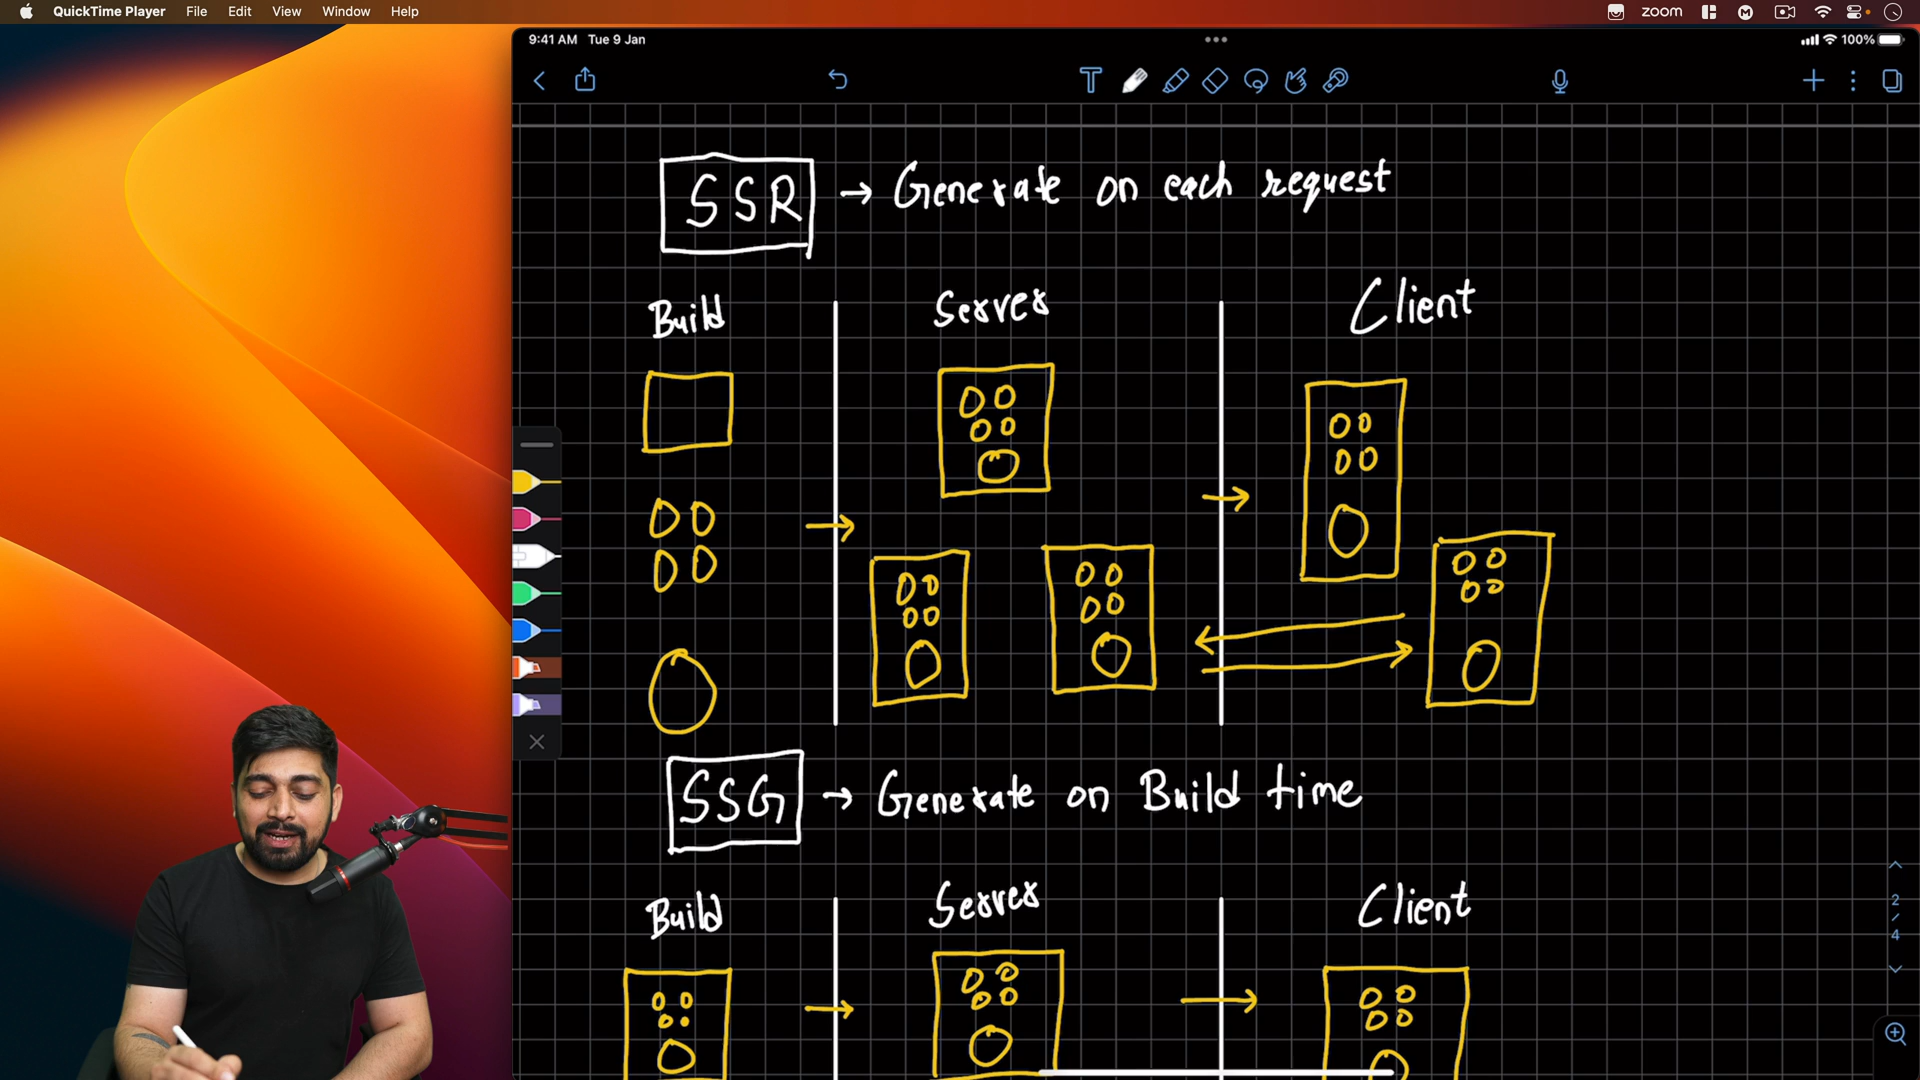 QuickTime Player File Edit View Window Help zoom
9:41 AM Tue 9 Jan 100%
SSR → Generate on each request
Build Server Client
SSG → Generate on Build time
Build Server Client
2
/
4